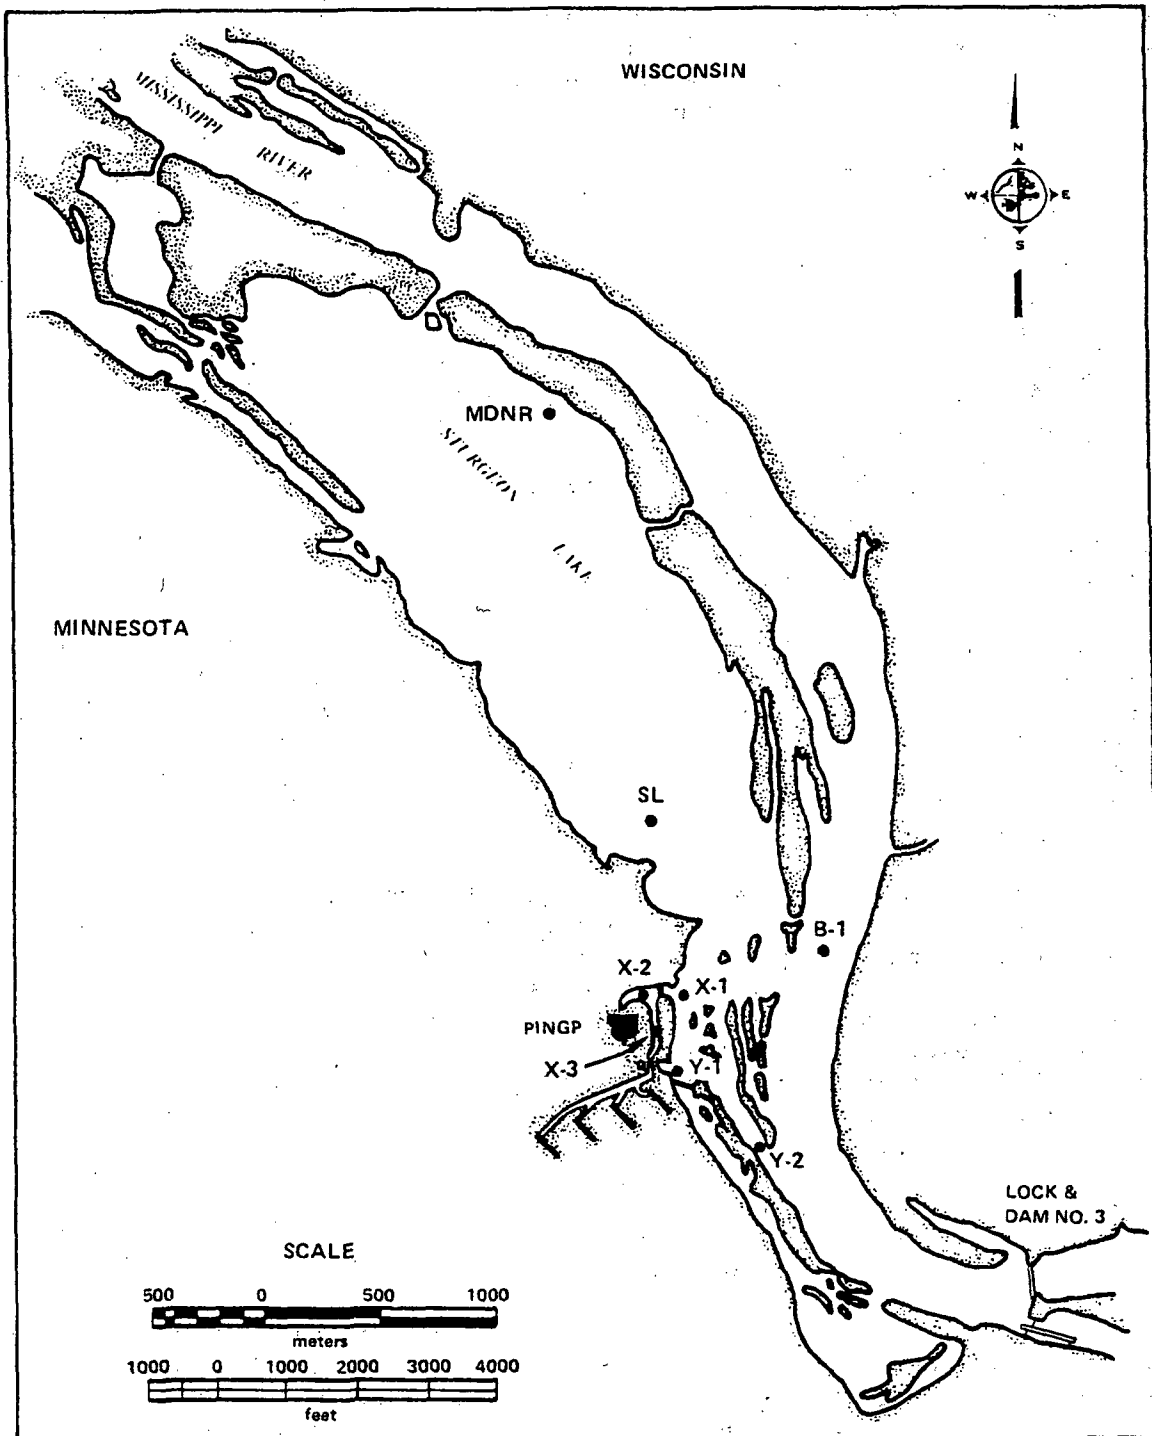 WISCONSIN
MISSISSIPPI
RIVER
N
W E
S
MDNR
STURGEON
LAKE
MINNESOTA
SL
B-1
X-2
X-1
PINGP
X-3
Y-1
Y-2
LOCK &
DAM NO. 3
SCALE
500 0 500 1000
meters
1000 0 1000 2000 3000 4000
feet